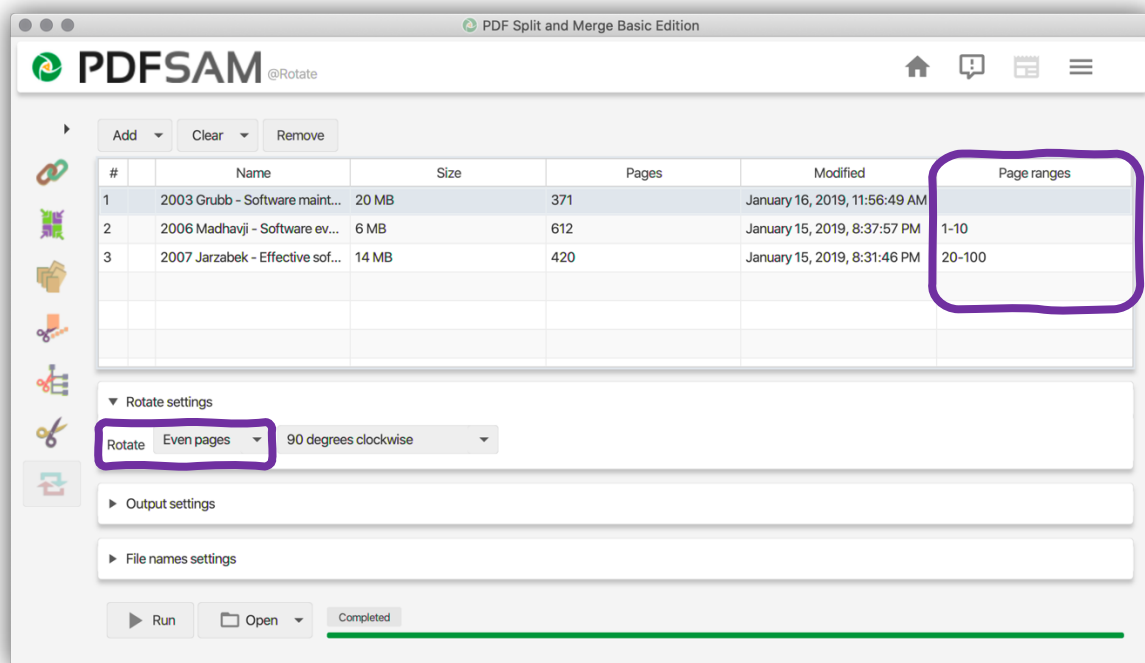 PDF Split and Merge Basic Edition
PDFSAM @Rotate
Add Clear Remove
# Name Size Pages Modified Page ranges
1 2003 Grubb - Software maint... 20 MB 371 January 16, 2019, 11:56:49 AM
2 2006 Madhavji - Software ev... 6 MB 612 January 15, 2019, 8:37:57 PM 1-10
3 2007 Jarzabek - Effective sof... 14 MB 420 January 15, 2019, 8:31:46 PM 20-100
Rotate settings
Rotate Even pages 90 degrees clockwise
Output settings
File names settings
Run Open Completed